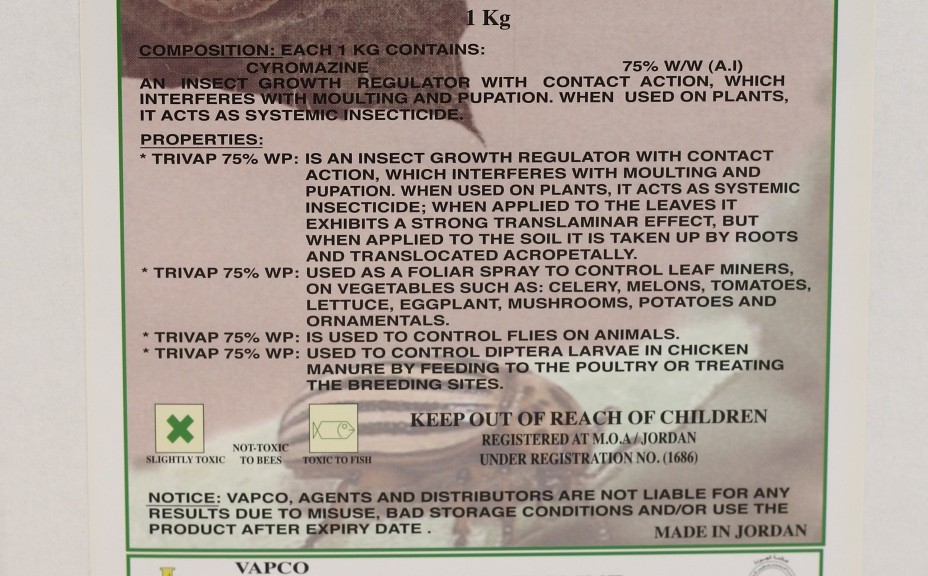 1 Kg
COMPOSITION: EACH 1 KG CONTAINS:
CYROMAZINE 75% W/W (A.I)
AN INSECT GROWTH REGULATOR WITH CONTACT ACTION, WHICH
INTERFERES WITH MOULTING AND PUPATION. WHEN USED ON PLANTS,
IT ACTS AS SYSTEMIC INSECTICIDE.
PROPERTIES:
* TRIVAP 75% WP: IS AN INSECT GROWTH REGULATOR WITH CONTACT
ACTION, WHICH INTERFERES WITH MOULTING AND
PUPATION. WHEN USED ON PLANTS, IT ACTS AS SYSTEMIC
INSECTICIDE; WHEN APPLIED TO THE LEAVES IT
EXHIBITS A STRONG TRANSLAMINAR EFFECT, BUT
WHEN APPLIED TO THE SOIL IT IS TAKEN UP BY ROOTS
AND TRANSLOCATED ACROPETALLY.
* TRIVAP 75% WP: USED AS A FOLIAR SPRAY TO CONTROL LEAF MINERS,
ON VEGETABLES SUCH AS: CELERY, MELONS, TOMATOES,
LETTUCE, EGGPLANT, MUSHROOMS, POTATOES AND
ORNAMENTALS.
* TRIVAP 75% WP: IS USED TO CONTROL FLIES ON ANIMALS.
* TRIVAP 75% WP: USED TO CONTROL DIPTERA LARVAE IN CHICKEN
MANURE BY FEEDING TO THE POULTRY OR TREATING
THE BREEDING SITES.
SLIGHTLY TOXIC
NOT-TOXIC
TO BEES
TOXIC TO FISH
KEEP OUT OF REACH OF CHILDREN
REGISTERED AT M.O.A / JORDAN
UNDER REGISTRATION NO. (1686)
NOTICE: VAPCO, AGENTS AND DISTRIBUTORS ARE NOT LIABLE FOR ANY
RESULTS DUE TO MISUSE, BAD STORAGE CONDITIONS AND/OR USE THE
PRODUCT AFTER EXPIRY DATE .
MADE IN JORDAN
VAPCO